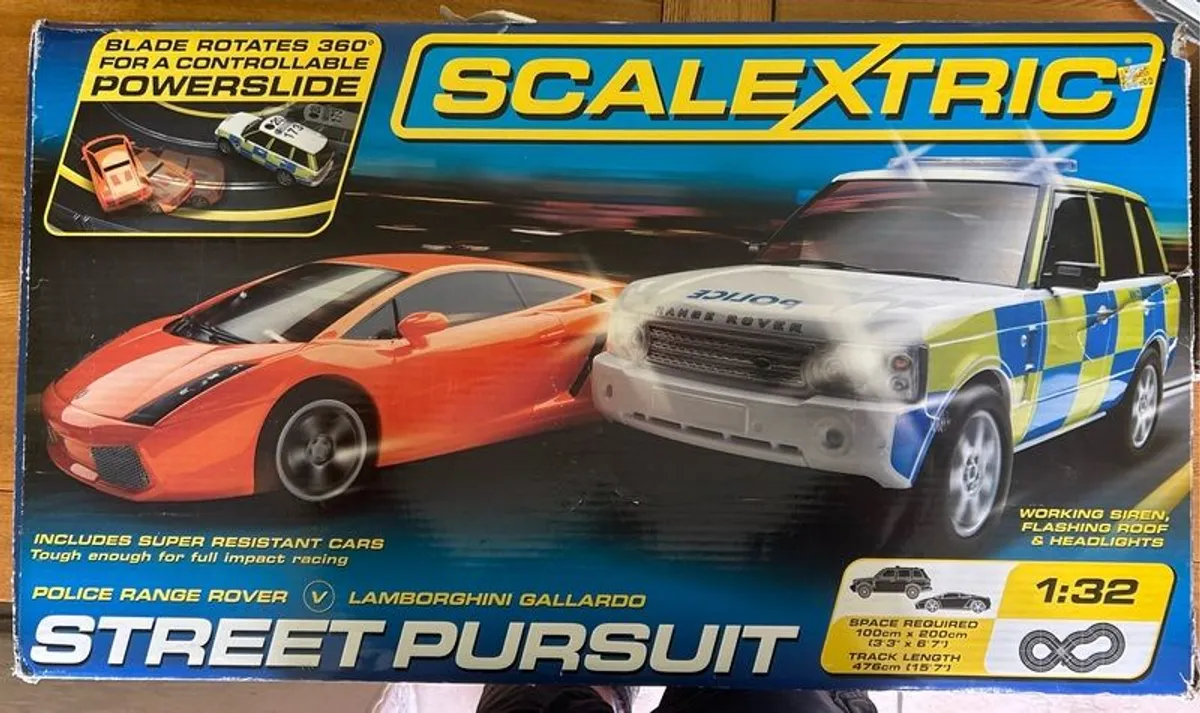 BLADE ROTATES 360°
FOR A CONTROLLABLE
POWERSLIDE
SCALEXTRIC
POLICE
RANGE ROVER
INCLUDES SUPER RESISTANT CARS
Tough enough for full impact racing
WORKING SIREN,
FLASHING ROOF
& HEADLIGHTS
POLICE RANGE ROVER V LAMBORGHINI GALLARDO
STREET PURSUIT
1:32
SPACE REQUIRED
100cm x 200cm
(3'3" x 6'7")
TRACK LENGTH
476cm (15'7")